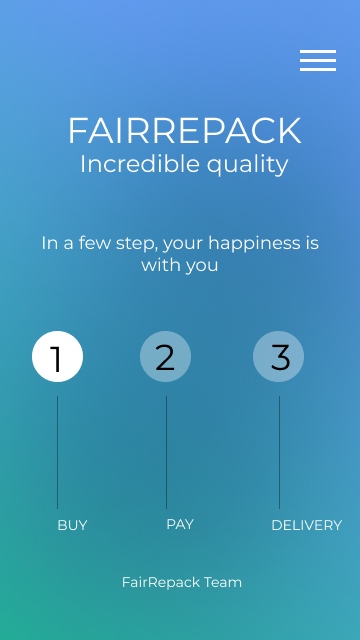 FAIRREPACK
Incredible quality
In a few step, your happiness is
with you
1 2 3
BUY PAY DELIVERY
FairRepack Team